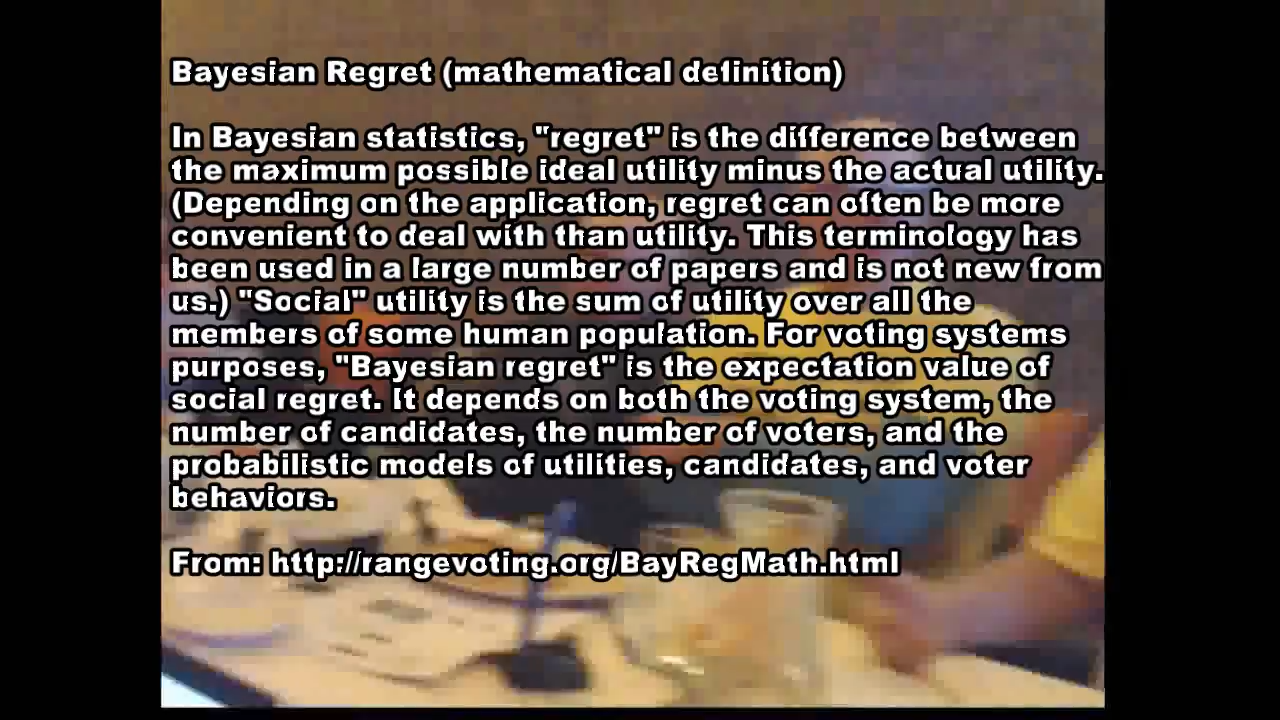 Bayesian Regret (mathematical definition)
In Bayesian statistics, "regret" is the difference between
the maximum possible ideal utility minus the actual utility.
(Depending on the application, regret can often be more
convenient to deal with than utility. This terminology has
been used in a large number of papers and is not new from
us.) "Social" utility is the sum of utility over all the
members of some human population. For voting systems
purposes, "Bayesian regret" is the expectation value of
social regret. It depends on both the voting system, the
number of candidates, the number of voters, and the
probabilistic models of utilities, candidates, and voter
behaviors.
From: http://rangevoting.org/BayRegMath.html